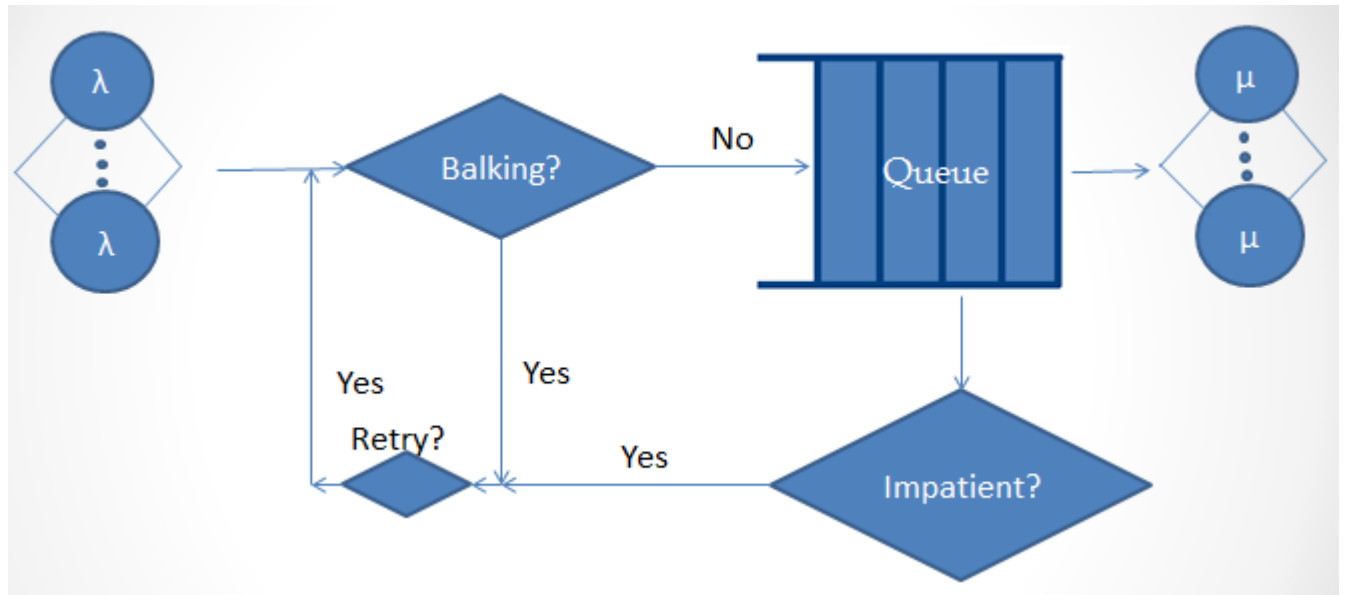 λ
λ
Balking?
No
Queue
μ
μ
Yes
Yes
Retry?
Yes
Impatient?